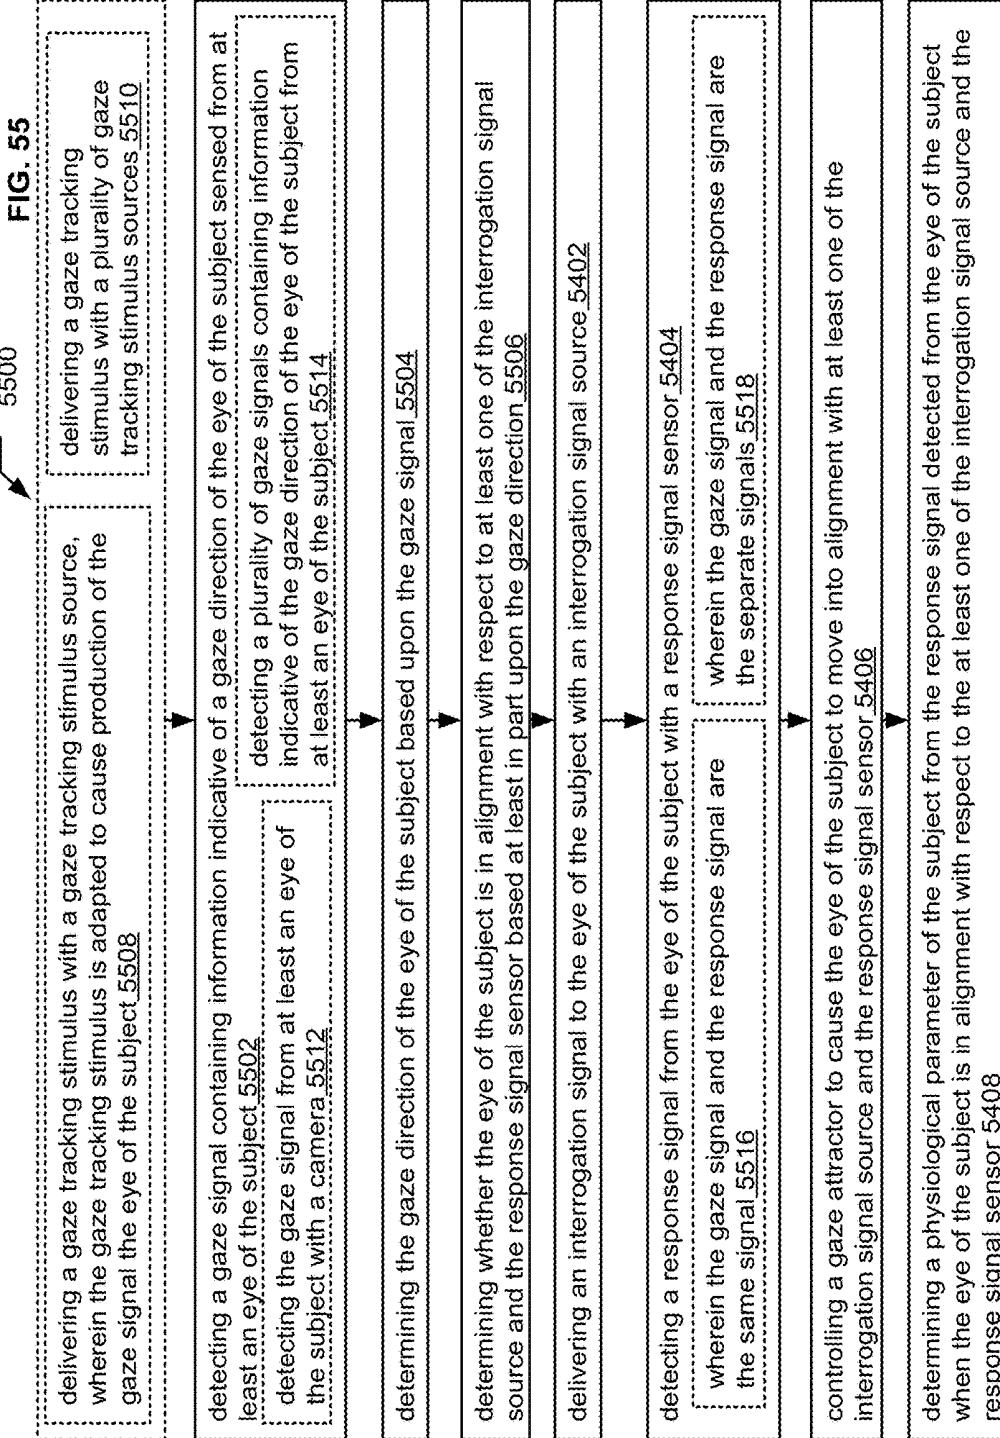 FIG. 55
5500
delivering a gaze tracking stimulus with a gaze tracking stimulus source,
wherein the gaze tracking stimulus is adapted to cause production of the
gaze signal the eye of the subject 5508
delivering a gaze tracking
stimulus with a plurality of gaze
tracking stimulus sources 5510
detecting a gaze signal containing information indicative of a gaze direction of the eye of the subject sensed from at
least an eye of the subject 5502
detecting the gaze signal from at least an eye of
the subject with a camera 5512
detecting a plurality of gaze signals containing information
indicative of the gaze direction of the eye of the subject from
at least an eye of the subject 5514
determining the gaze direction of the eye of the subject based upon the gaze signal 5504
determining whether the eye of the subject is in alignment with respect to at least one of the interrogation signal
source and the response signal sensor based at least in part upon the gaze direction 5506
delivering an interrogation signal to the eye of the subject with an interrogation signal source 5402
detecting a response signal from the eye of the subject with a response signal sensor 5404
wherein the gaze signal and the response signal are
the same signal 5516
wherein the gaze signal and the response signal are
the separate signals 5518
controlling a gaze attractor to cause the eye of the subject to move into alignment with at least one of the
interrogation signal source and the response signal sensor 5406
determining a physiological parameter of the subject from the response signal detected from the eye of the subject
when the eye of the subject is in alignment with respect to the at least one of the interrogation signal source and the
response signal sensor 5408